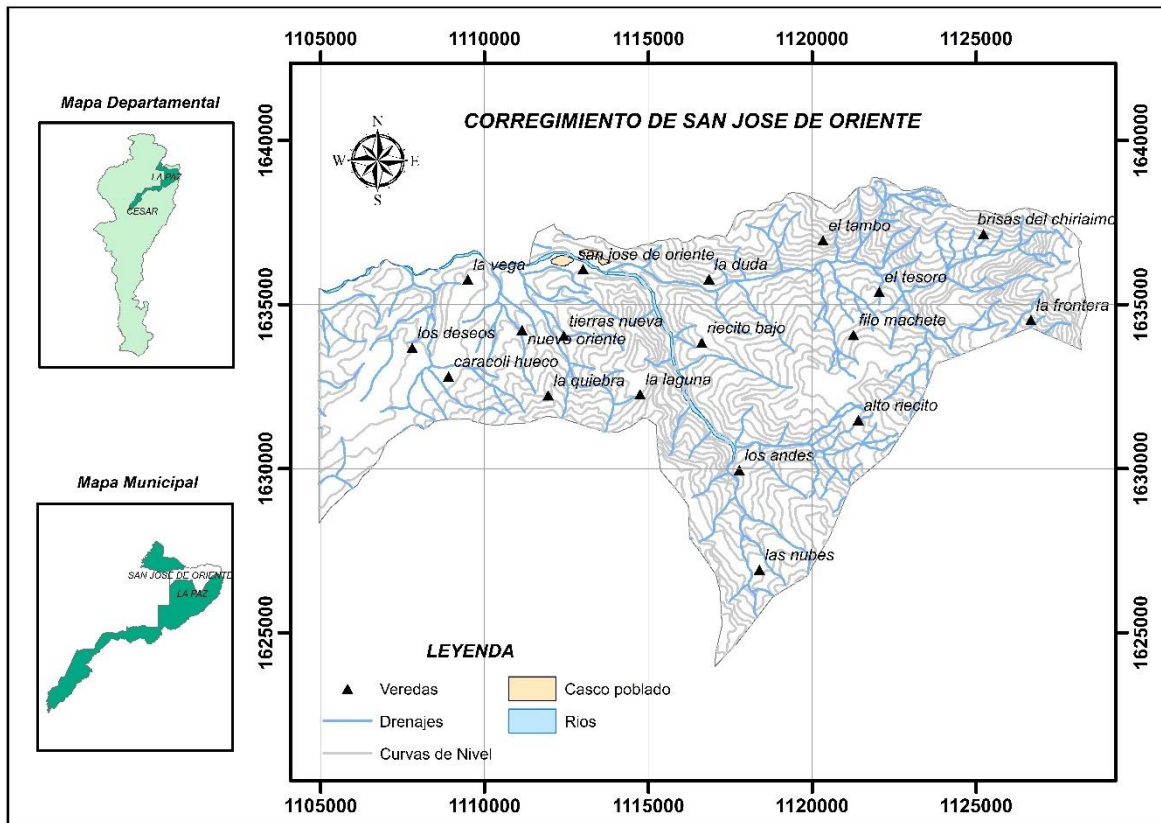 1105000 1110000 1115000 1120000 1125000
Mapa Departamental
LA PAZ
CESAR
Mapa Municipal
SAN JOSE DE ORIENTE
LA PAZ
CORREGIMIENTO DE SAN JOSE DE ORIENTE
N
W E
S
1640000 1640000
1635000 1635000
1630000 1630000
1625000 1625000
brisas del chiriaimo
el tambo
san jose de oriente
la vega
la duda
el tesoro
la frontera
tierras nueva
los deseos
nuevo oriente
riecito bajo
filo machete
caracoli hueco
la quiebra
la laguna
alto riecito
los andes
las nubes
LEYENDA
Veredas
Casco poblado
Drenajes
Rios
Curvas de Nivel
1105000 1110000 1115000 1120000 1125000